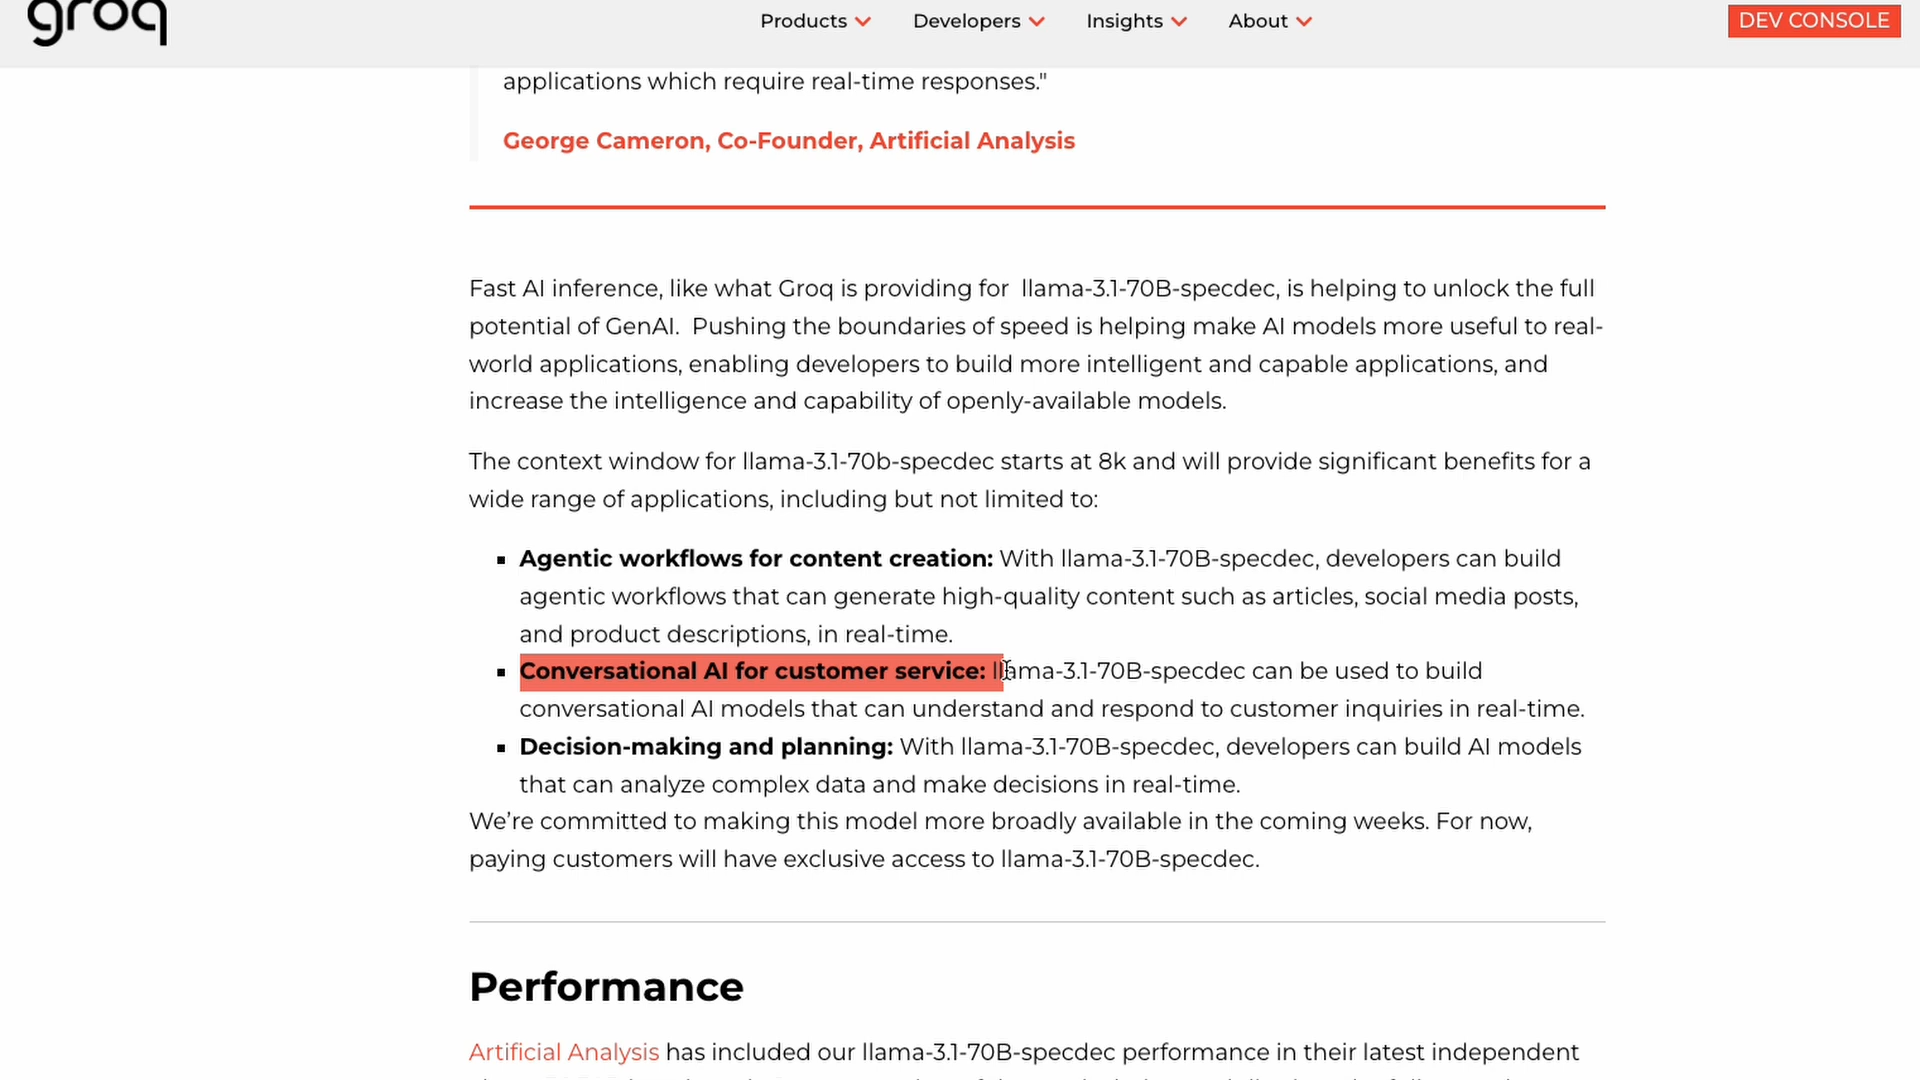 groq
Products
Developers
Insights
About
DEV CONSOLE
applications which require real-time responses."
George Cameron, Co-Founder, Artificial Analysis
Fast AI inference, like what Groq is providing for  llama-3.1-70B-specdec, is helping to unlock the full
potential of GenAI.  Pushing the boundaries of speed is helping make AI models more useful to real-
world applications, enabling developers to build more intelligent and capable applications, and
increase the intelligence and capability of openly-available models.
The context window for llama-3.1-70b-specdec starts at 8k and will provide significant benefits for a
wide range of applications, including but not limited to:
▪ Agentic workflows for content creation: With llama-3.1-70B-specdec, developers can build
agentic workflows that can generate high-quality content such as articles, social media posts,
and product descriptions, in real-time.
▪ Conversational AI for customer service: llama-3.1-70B-specdec can be used to build
conversational AI models that can understand and respond to customer inquiries in real-time.
▪ Decision-making and planning: With llama-3.1-70B-specdec, developers can build AI models
that can analyze complex data and make decisions in real-time.
We’re committed to making this model more broadly available in the coming weeks. For now,
paying customers will have exclusive access to llama-3.1-70B-specdec.
Performance
Artificial Analysis has included our llama-3.1-70B-specdec performance in their latest independent